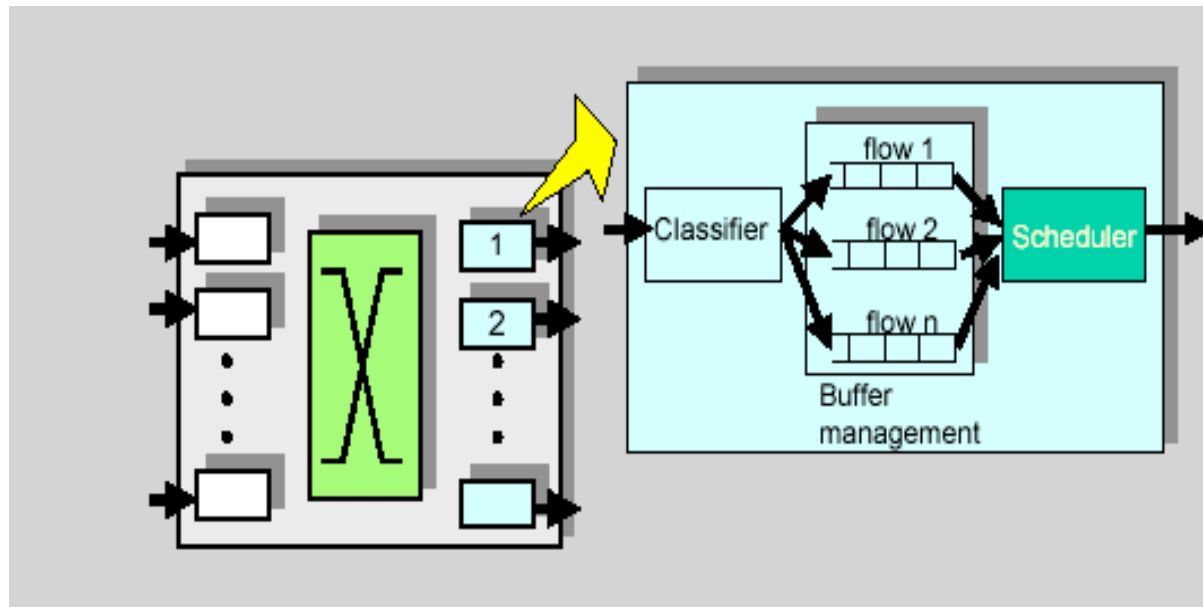 1
2
Classifier
flow 1
flow 2
flow n
Buffer
management
Scheduler